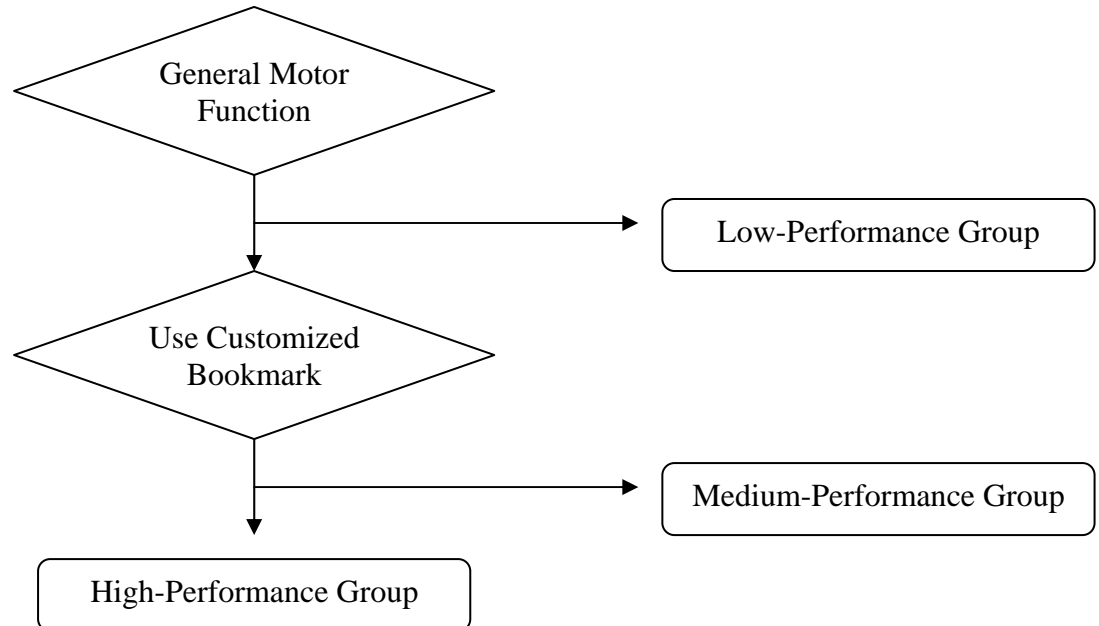 General Motor
Function
Low-Performance Group
Use Customized
Bookmark
Medium-Performance Group
High-Performance Group